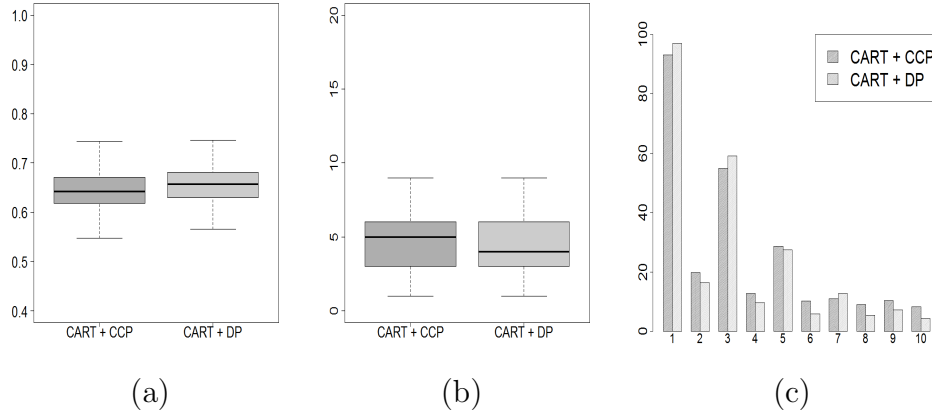 1.0
0.9
0.8
0.7
0.6
0.5
0.4
CART + CCP CART + DP
(a)
20
15
10
5
0
CART + CCP CART + DP
(b)
100
80
60
40
20
0
CART + CCP
CART + DP
1 2 3 4 5 6 7 8 9 10
(c)